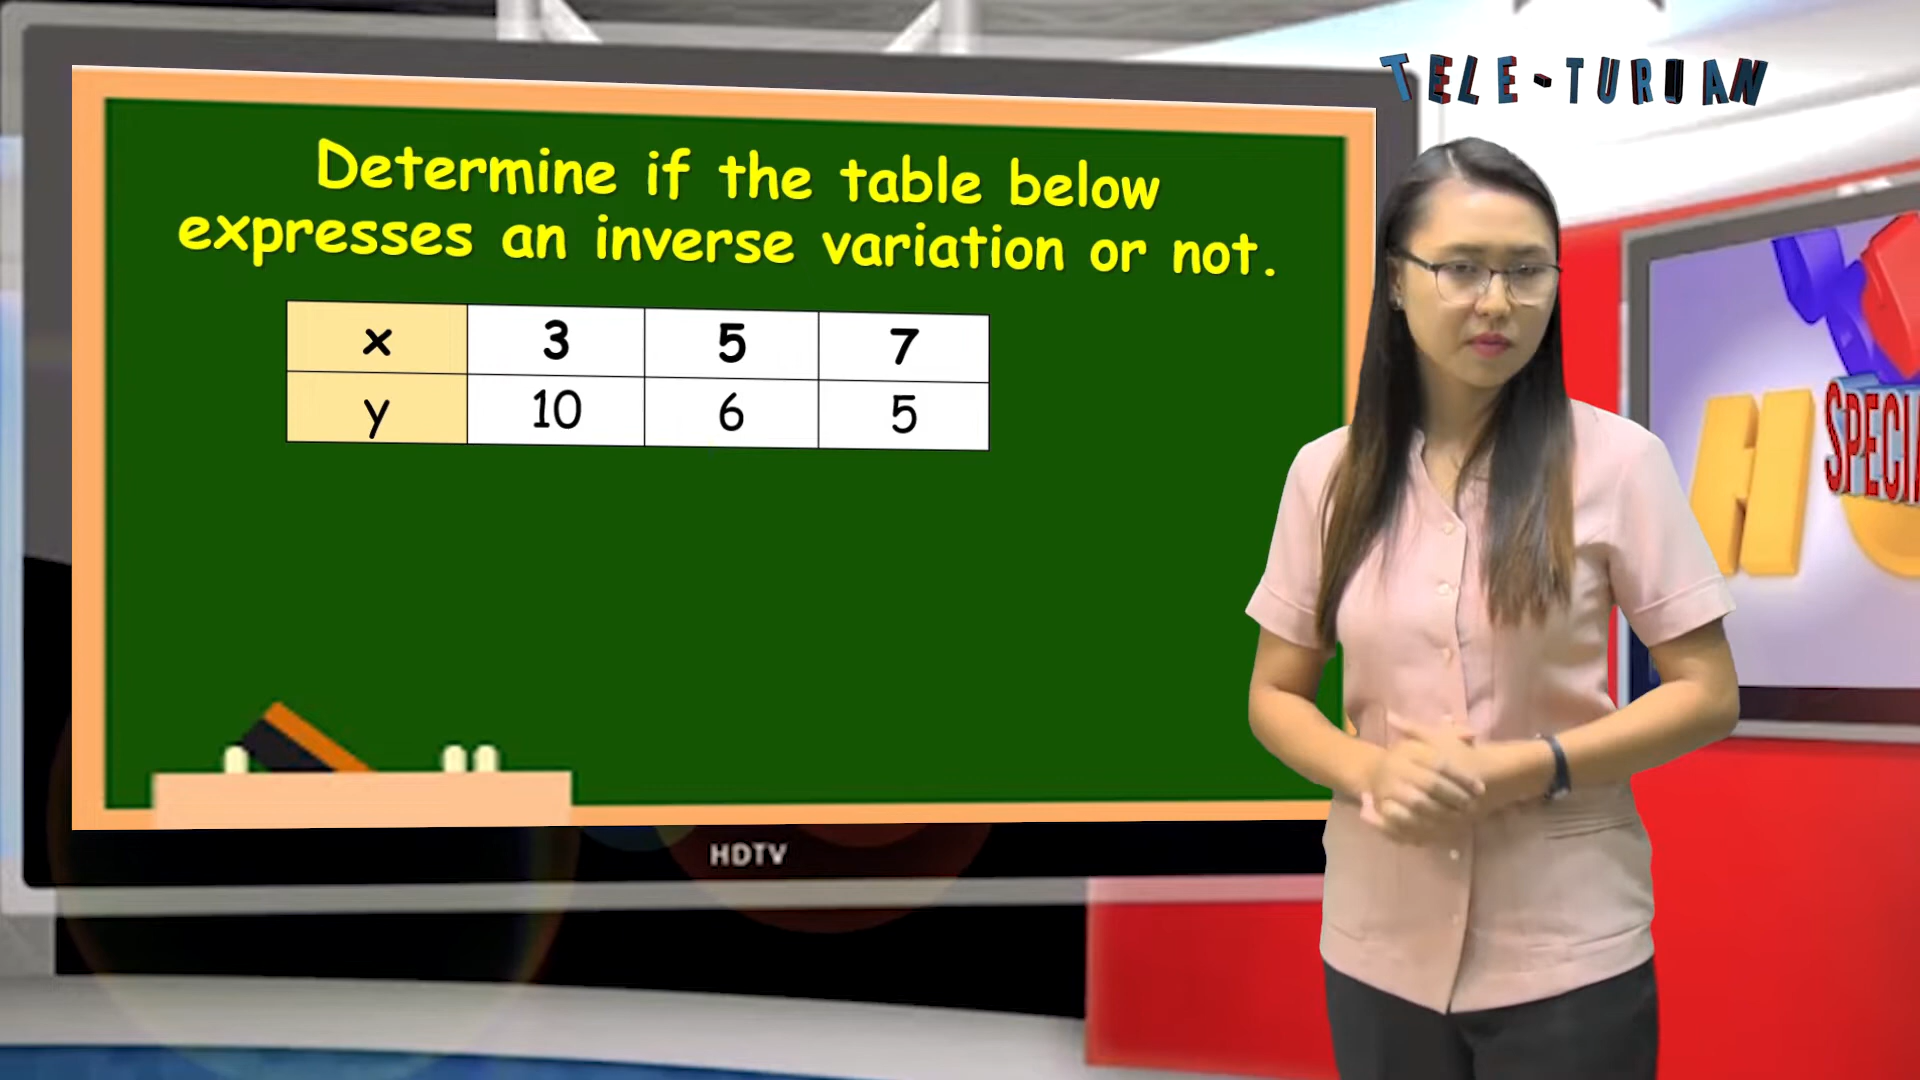 TELE-TURUAN
Determine if the table below
expresses an inverse variation or not.
x 3 5 7
y 10 6 5
H
SPECIA
HDTV